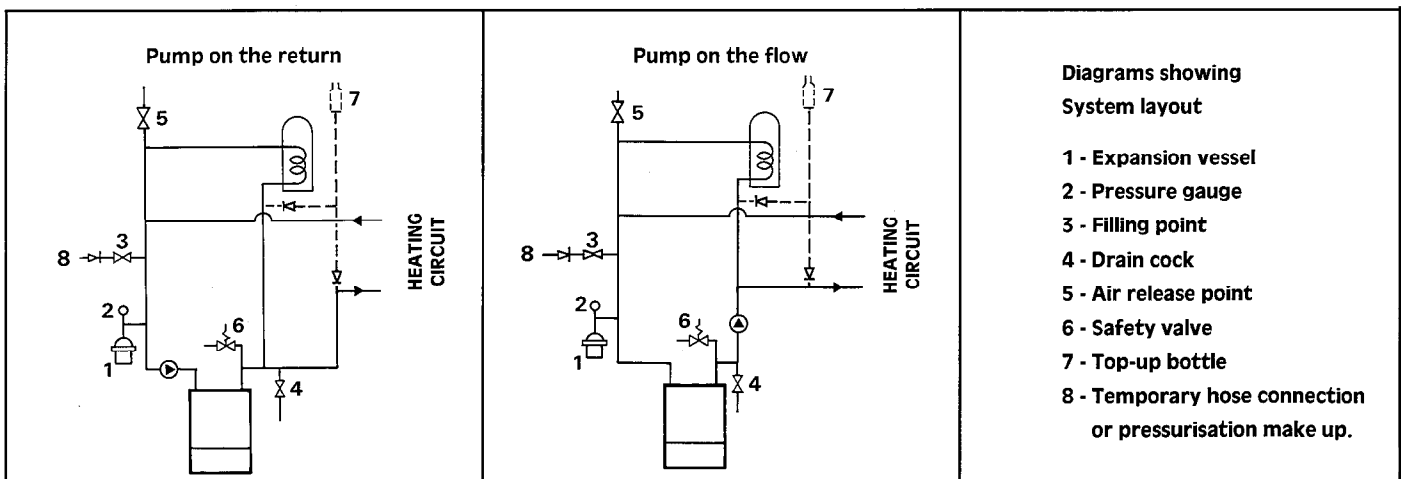 Pump on the return
5
7
3
8
2
6
1
4
HEATING
CIRCUIT
Pump on the flow
5
7
3
8
2
6
1
4
HEATING
CIRCUIT
Diagrams showing
System layout
1 - Expansion vessel
2 - Pressure gauge
3 - Filling point
4 - Drain cock
5 - Air release point
6 - Safety valve
7 - Top-up bottle
8 - Temporary hose connection
or pressurisation make up.